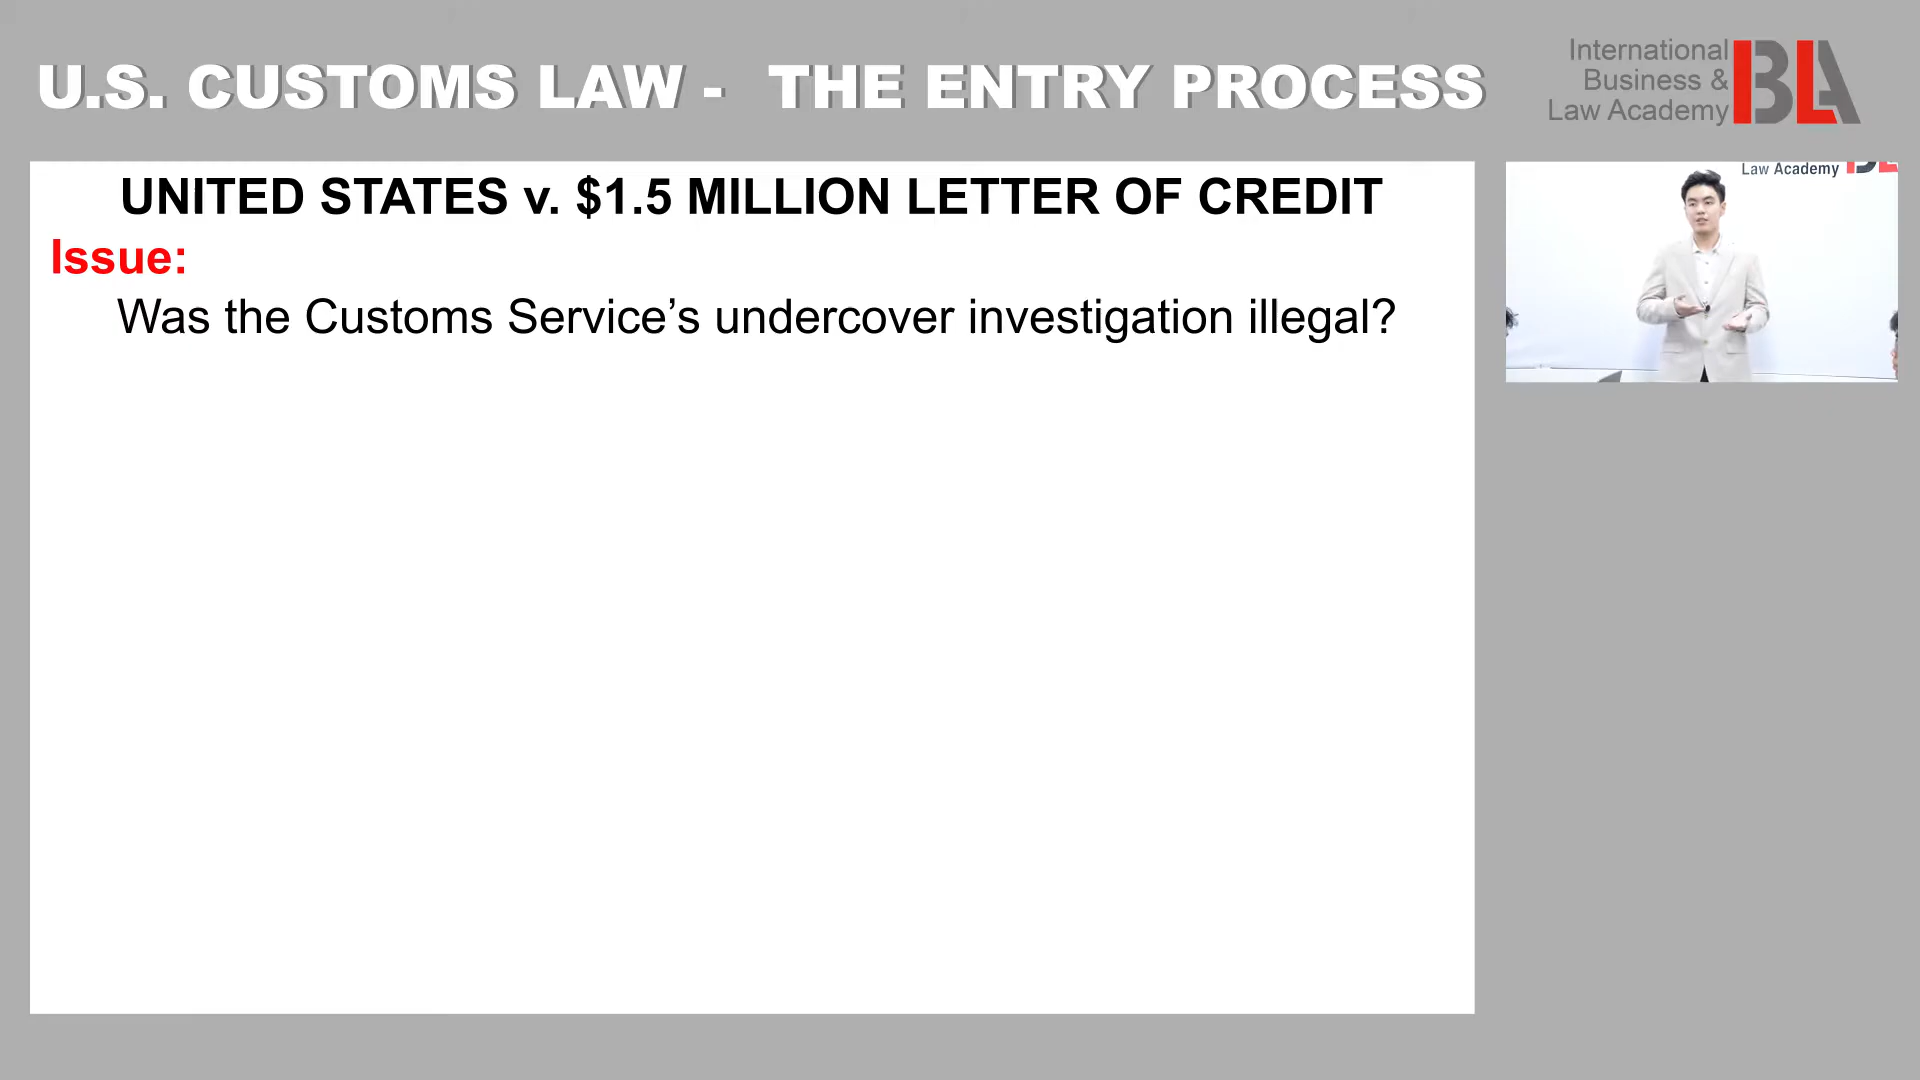 U.S. CUSTOMS LAW - THE ENTRY PROCESS
International
Business &
Law Academy
IBLA
UNITED STATES v. $1.5 MILLION LETTER OF CREDIT
Issue:
Was the Customs Service’s undercover investigation illegal?
Law Academy